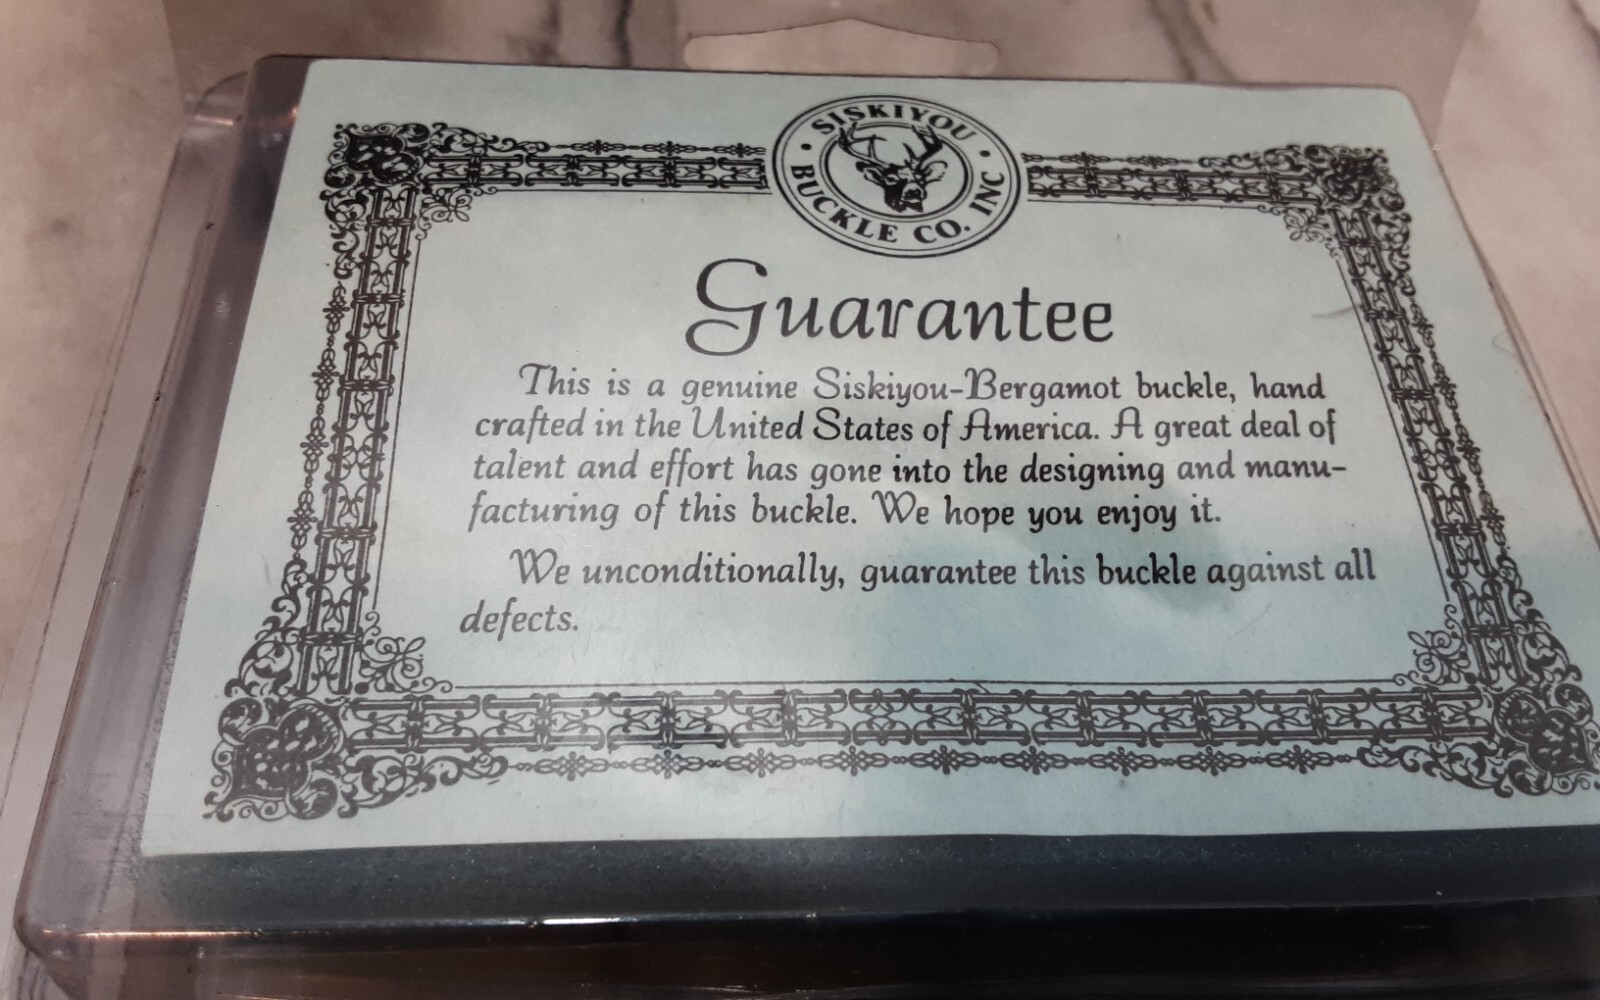 SISKIYOU
BUCKLE CO. INC
Guarantee
This is a genuine Siskiyou-Bergamot buckle, hand
crafted in the United States of America. A great deal of
talent and effort has gone into the designing and manu-
facturing of this buckle. We hope you enjoy it.
We unconditionally, guarantee this buckle against all
defects.